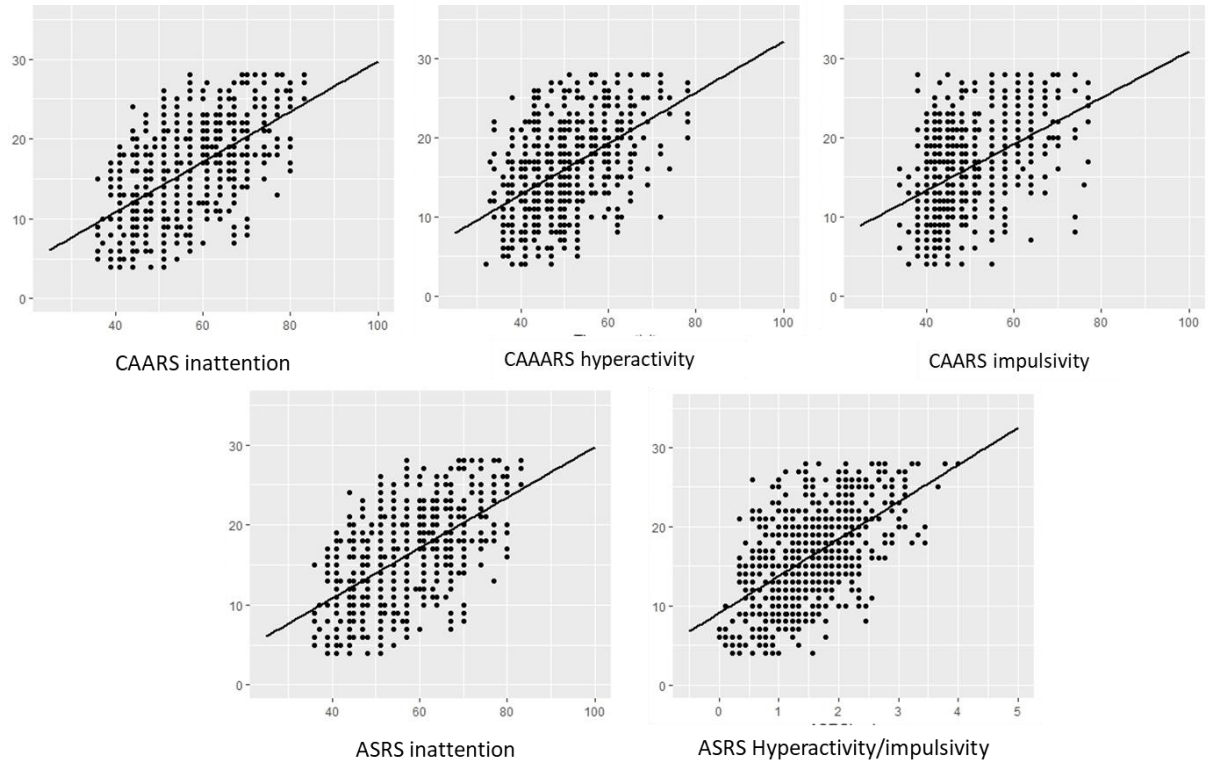 30
20
10
0
40 60 80 100
CAARS inattention
30
20
10
0
40 60 80 100
CAAARS hyperactivity
30
20
10
0
40 60 80 100
CAARS impulsivity
30
20
10
0
40 60 80 100
ASRS inattention
30
20
10
0
0 1 2 3 4 5
ASRS Hyperactivity/impulsivity